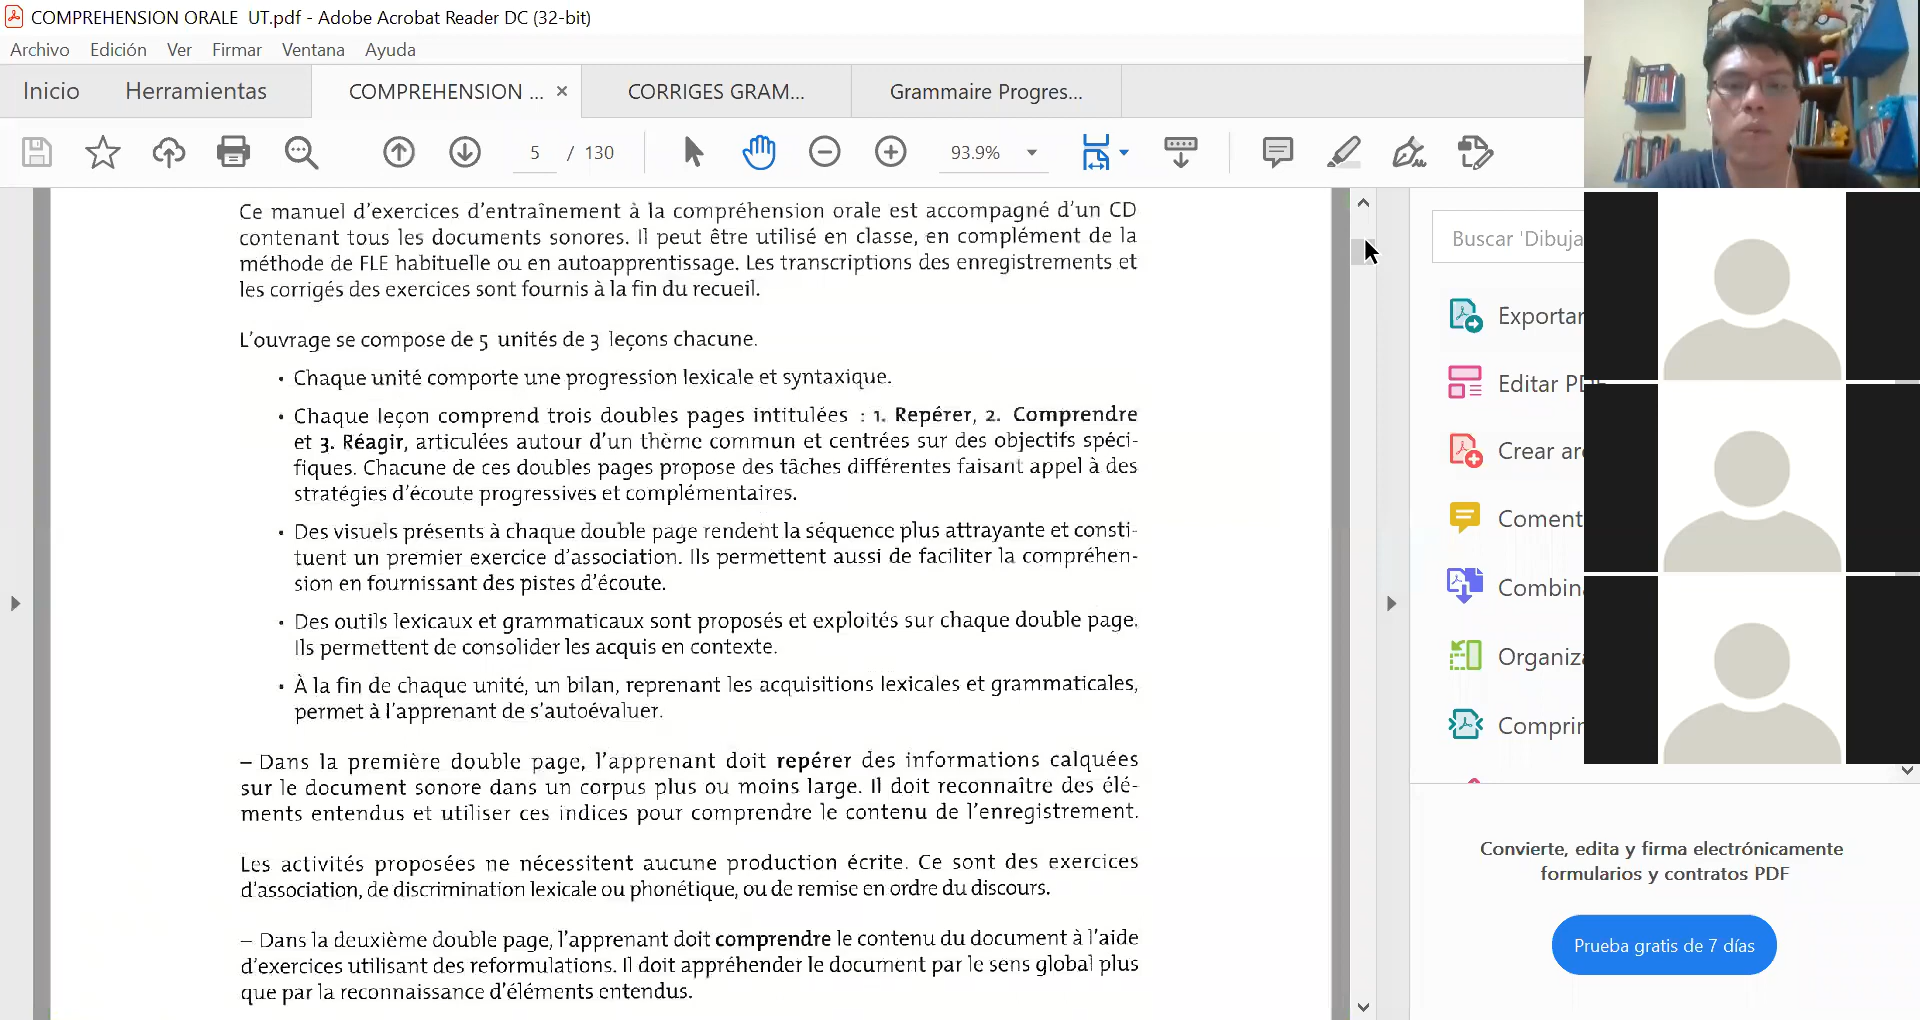 COMPREHENSION ORALE UT.pdf - Adobe Acrobat Reader DC (32-bit)
Archivo Edición Ver Firmar Ventana Ayuda
Inicio Herramientas COMPREHENSION ... × CORRIGES GRAM... Grammaire Progres...
5 / 130 93.9%
Ce manuel d'exercices d'entraînement à la compréhension orale est accompagné d'un CD
contenant tous les documents sonores. Il peut être utilisé en classe, en complément de la
méthode de FLE habituelle ou en autoapprentissage. Les transcriptions des enregistrements et
les corrigés des exercices sont fournis à la fin du recueil.
L'ouvrage se compose de 5 unités de 3 leçons chacune.
• Chaque unité comporte une progression lexicale et syntaxique.
• Chaque leçon comprend trois doubles pages intitulées : 1. Repérer, 2. Comprendre
et 3. Réagir, articulées autour d'un thème commun et centrées sur des objectifs spéci-
fiques. Chacune de ces doubles pages propose des tâches différentes faisant appel à des
stratégies d'écoute progressives et complémentaires.
• Des visuels présents à chaque double page rendent la séquence plus attrayante et consti-
tuent un premier exercice d'association. Ils permettent aussi de faciliter la compréhen-
sion en fournissant des pistes d'écoute.
• Des outils lexicaux et grammaticaux sont proposés et exploités sur chaque double page.
Ils permettent de consolider les acquis en contexte.
• À la fin de chaque unité, un bilan, reprenant les acquisitions lexicales et grammaticales,
permet à l'apprenant de s'autoévaluer.
– Dans la première double page, l'apprenant doit repérer des informations calquées
sur le document sonore dans un corpus plus ou moins large. Il doit reconnaître des élé-
ments entendus et utiliser ces indices pour comprendre le contenu de l'enregistrement.
Les activités proposées ne nécessitent aucune production écrite. Ce sont des exercices
d'association, de discrimination lexicale ou phonétique, ou de remise en ordre du discours.
– Dans la deuxième double page, l'apprenant doit comprendre le contenu du document à l'aide
d'exercices utilisant des reformulations. Il doit appréhender le document par le sens global plus
que par la reconnaissance d'éléments entendus.
Buscar 'Dibuja
Exportar
Editar PDF
Crear arc
Coment
Combina
Organiza
Comprim
Convierte, edita y firma electrónicamente
formularios y contratos PDF
Prueba gratis de 7 días